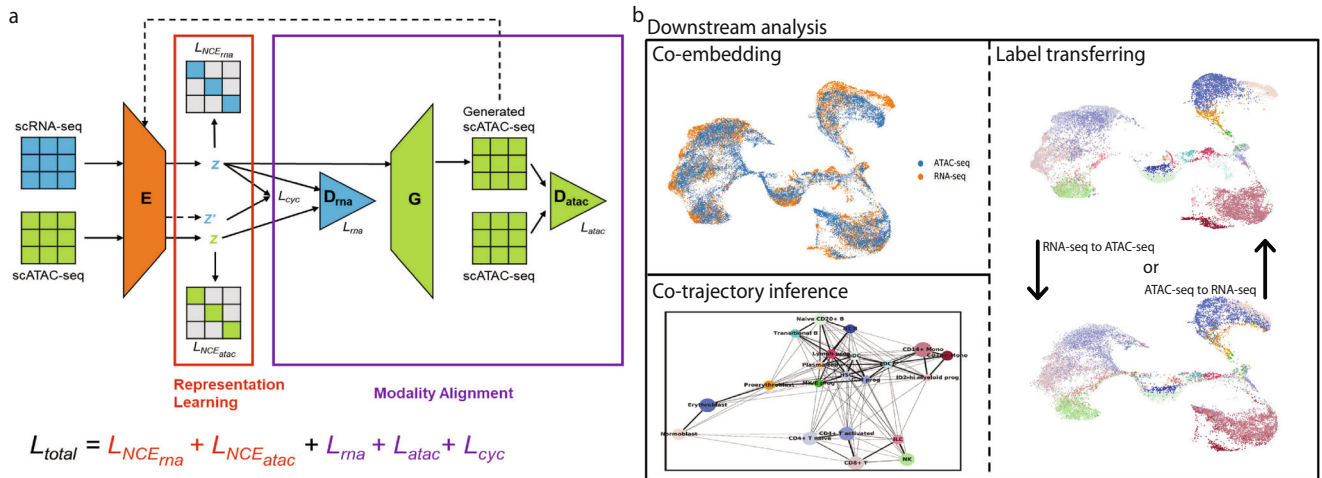 a
L_NCE_rna
scRNA-seq
E
z
z'
z
scATAC-seq
L_NCE_atac
Representation
Learning
L_cyc
D_rna
L_rna
G
Generated
scATAC-seq
D_atac
L_atac
scATAC-seq
Modality Alignment
L_total = L_NCE_rna + L_NCE_atac + L_rna + L_atac + L_cyc
b
Downstream analysis
Co-embedding
ATAC-seq
RNA-seq
Co-trajectory inference
Naive CD20+ B
Transitional B
CD14+ Mono
Mono
Plasma
prog
ID2-hi myeloid prog
Proerythroblast
Erythroblast
Normoblast
CD4+ T naive
CD4+ T activated
ILC
CD8+ T
NK
Label transferring
RNA-seq to ATAC-seq
or
ATAC-seq to RNA-seq